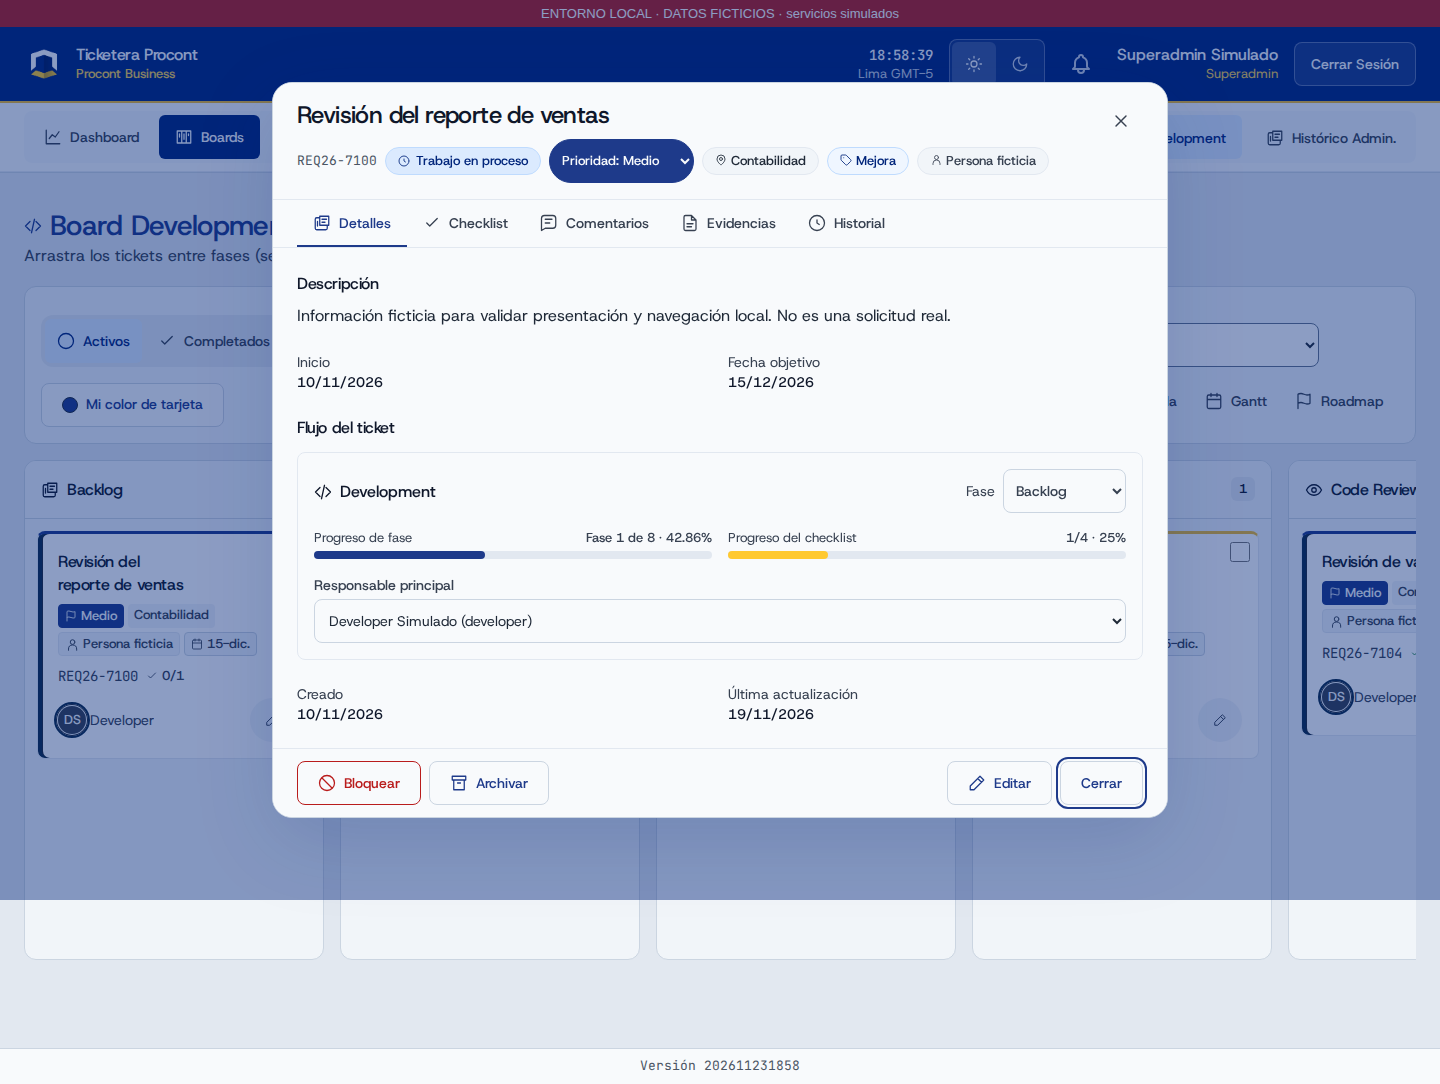 ENTORNO LOCAL · DATOS FICTICIOS · servicios simulados
Ticketera Procont
Procont Business
18:58:39
Lima GMT-5
Superadmin Simulado
Superadmin
Cerrar Sesión
Dashboard
Boards
Histórico Admin.
Board
Arrastra los tickets entre fases
Activos
Completados
Mi color de tarjeta
Gantt
Roadmap
Revisión del reporte de ventas
REQ26-7100
Trabajo en proceso
Prioridad: Medio
Contabilidad
Mejora
Persona ficticia
Detalles
Checklist
Comentarios
Evidencias
Historial
Descripción
Información ficticia para validar presentación y navegación local. No es una solicitud real.
Inicio
10/11/2026
Fecha objetivo
15/12/2026
Flujo del ticket
Development
Fase
Backlog
Progreso de fase
Fase 1 de 8 · 42.86%
Progreso del checklist
1/4 · 25%
Responsable principal
Developer Simulado (developer)
Creado
10/11/2026
Última actualización
19/11/2026
Bloquear
Archivar
Editar
Cerrar
Backlog
Revisión del
reporte de ventas
Medio
Contabilidad
Persona ficticia
15-dic.
REQ26-7100
0/1
DS
Developer
1
Code Review
Revisión de
Medio
Persona
REQ26-7104
DS
Developer
Versión 202611231858